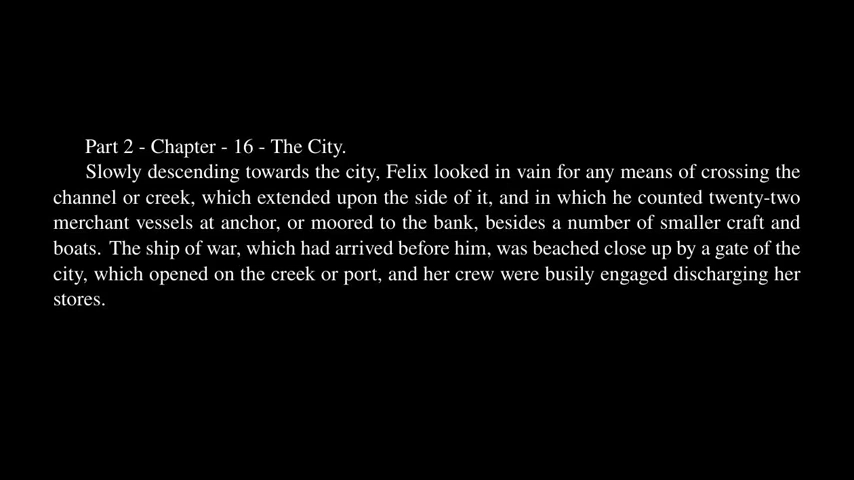 Part 2 - Chapter - 16 - The City.
Slowly descending towards the city, Felix looked in vain for any means of crossing the
channel or creek, which extended upon the side of it, and in which he counted twenty-two
merchant vessels at anchor, or moored to the bank, besides a number of smaller craft and
boats. The ship of war, which had arrived before him, was beached close up by a gate of the
city, which opened on the creek or port, and her crew were busily engaged discharging her
stores.